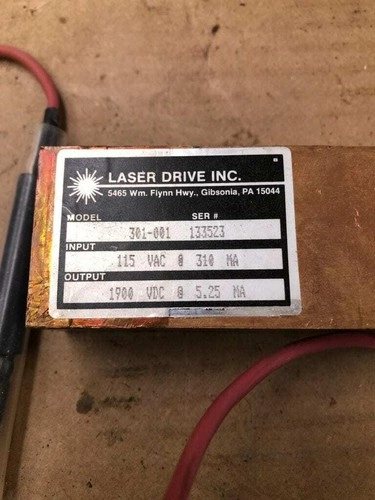 LASER DRIVE INC.
5465 Wm. Flynn Hwy., Gibsonia, PA 15044
MODEL SER #
301-001 133523
INPUT
115 VAC @ 310 MA
OUTPUT
1900 VDC @ 5.25 MA